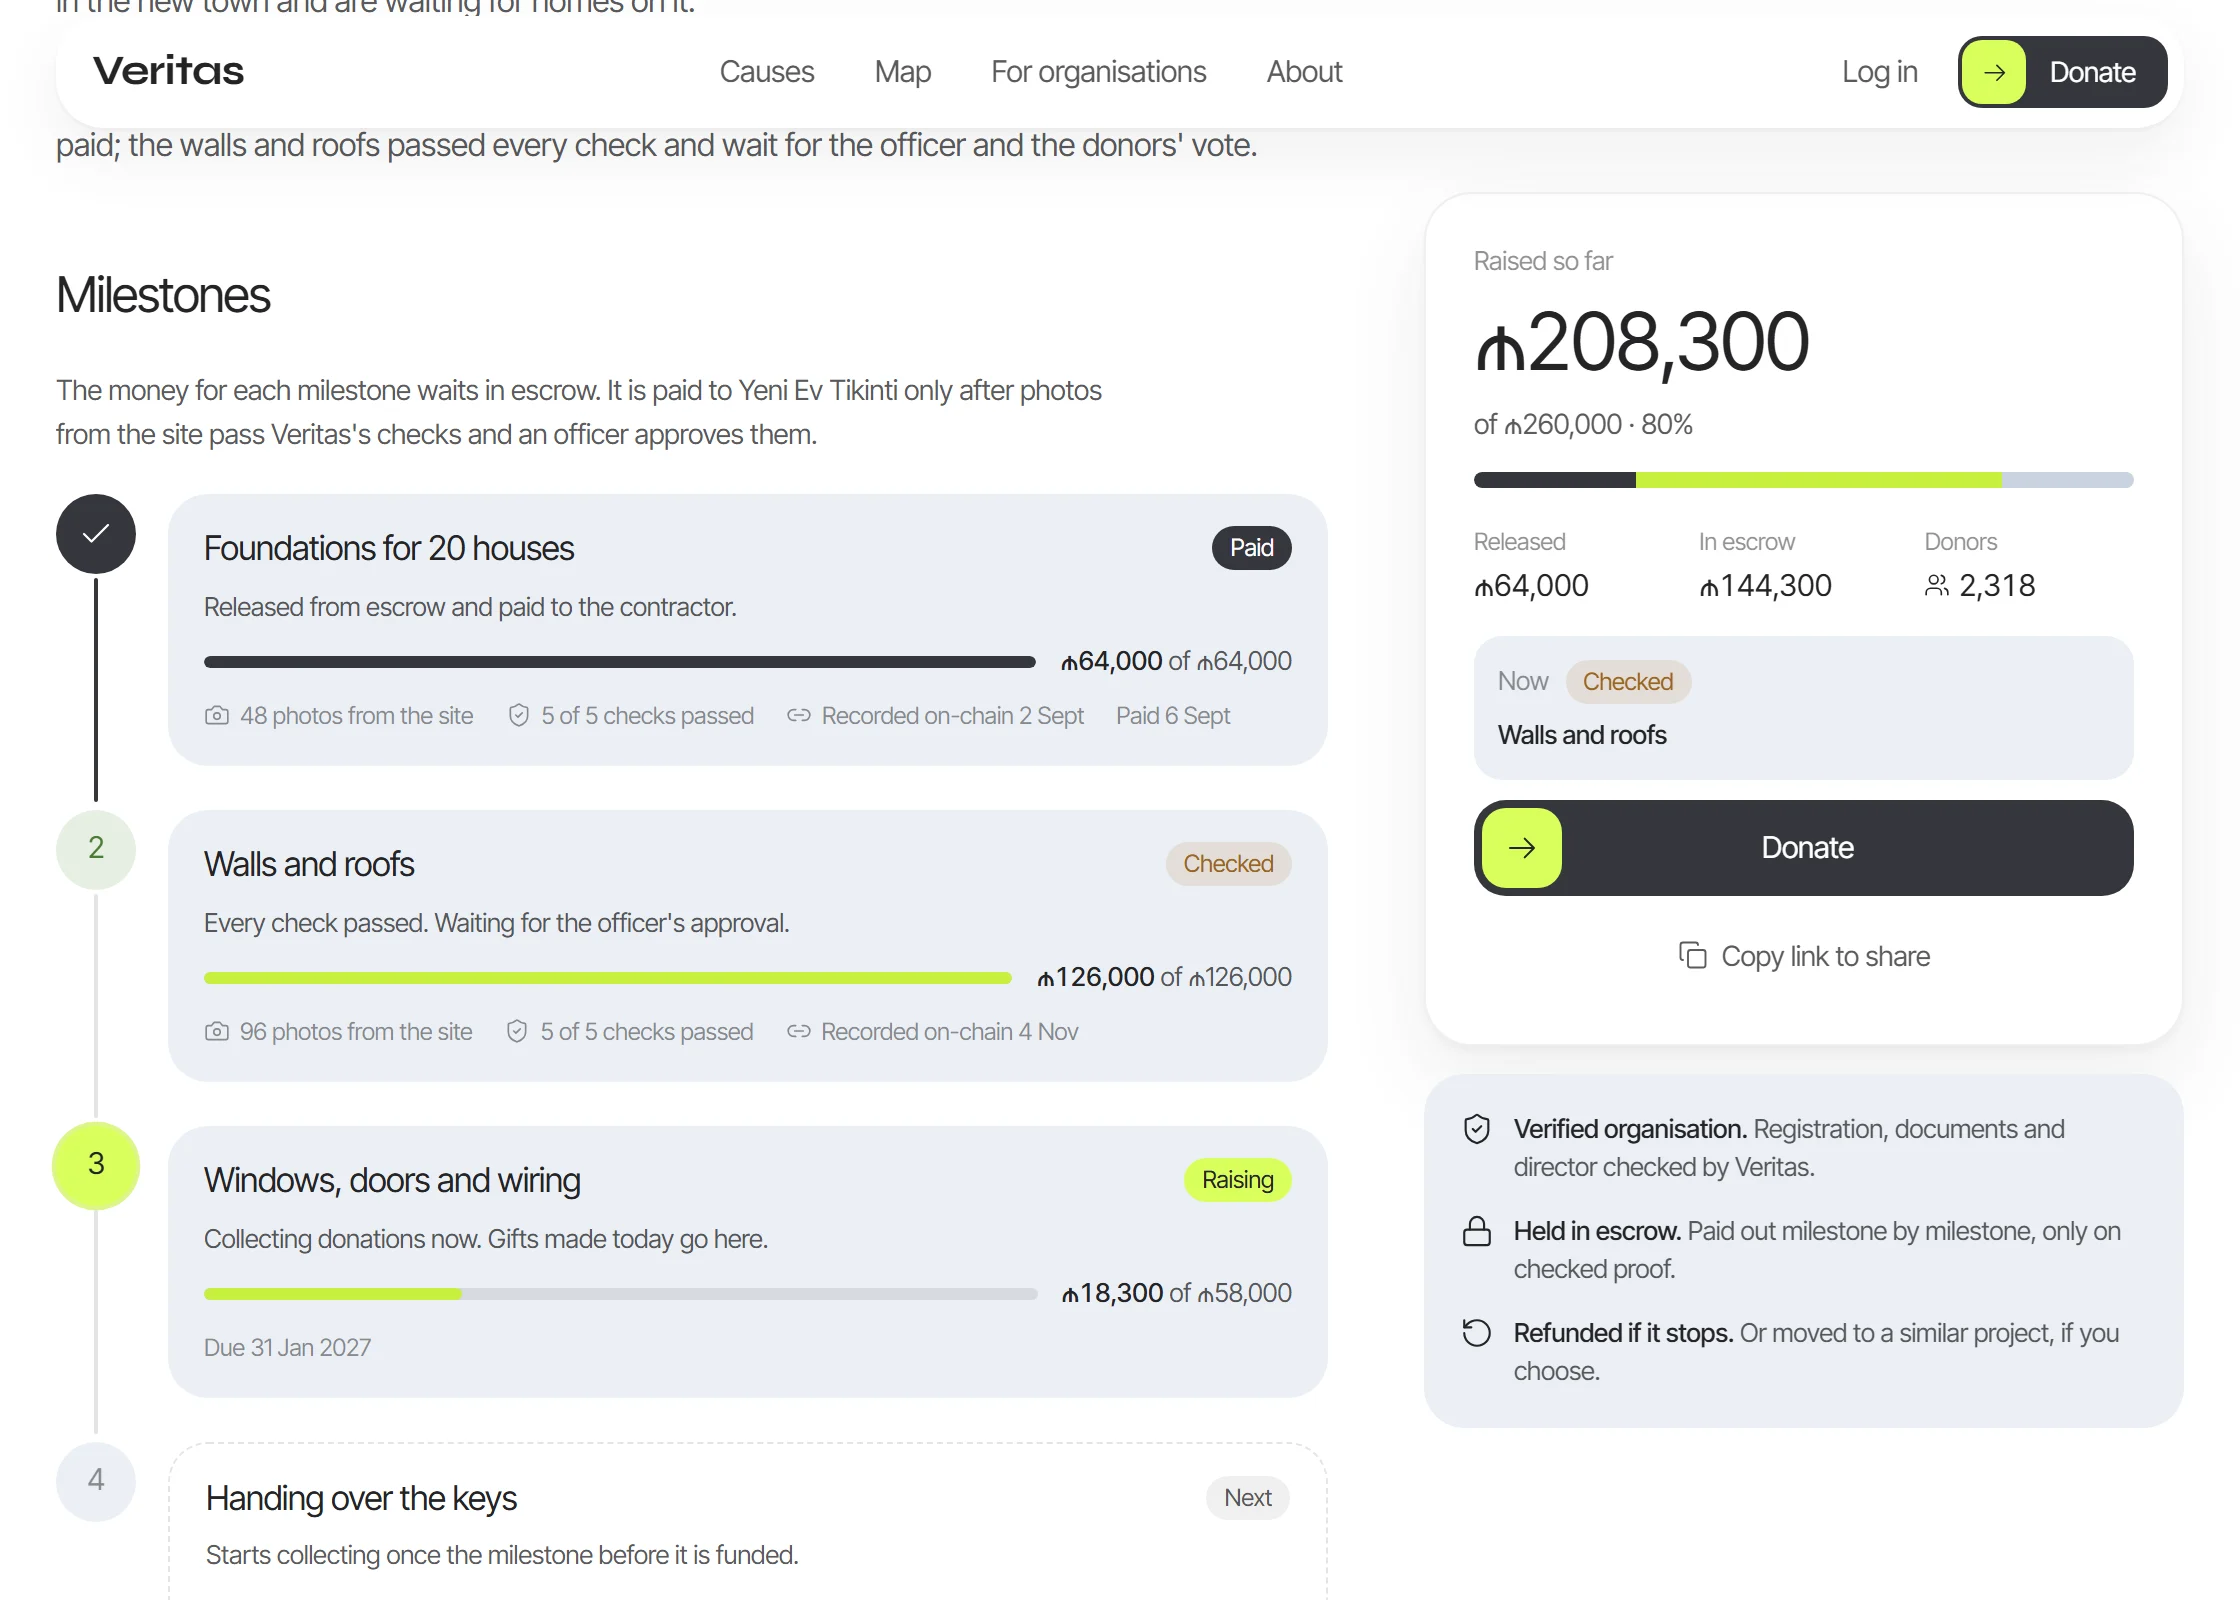 in the new town and are waiting for homes on it.
Veritas
Causes
Map
For organisations
About
Log in
Donate
paid; the walls and roofs passed every check and wait for the officer and the donors' vote.
Milestones
The money for each milestone waits in escrow. It is paid to Yeni Ev Tikinti only after photos
from the site pass Veritas's checks and an officer approves them.
Foundations for 20 houses
Paid
Released from escrow and paid to the contractor.
₼64,000 of ₼64,000
48 photos from the site
5 of 5 checks passed
Recorded on-chain 2 Sept
Paid 6 Sept
2
Walls and roofs
Checked
Every check passed. Waiting for the officer's approval.
₼126,000 of ₼126,000
96 photos from the site
5 of 5 checks passed
Recorded on-chain 4 Nov
3
Windows, doors and wiring
Raising
Collecting donations now. Gifts made today go here.
₼18,300 of ₼58,000
Due 31 Jan 2027
4
Handing over the keys
Next
Starts collecting once the milestone before it is funded.
Raised so far
₼208,300
of ₼260,000 · 80%
Released
₼64,000
In escrow
₼144,300
Donors
2,318
Now
Checked
Walls and roofs
Donate
Copy link to share
Verified organisation. Registration, documents and
director checked by Veritas.
Held in escrow. Paid out milestone by milestone, only on
checked proof.
Refunded if it stops. Or moved to a similar project, if you
choose.